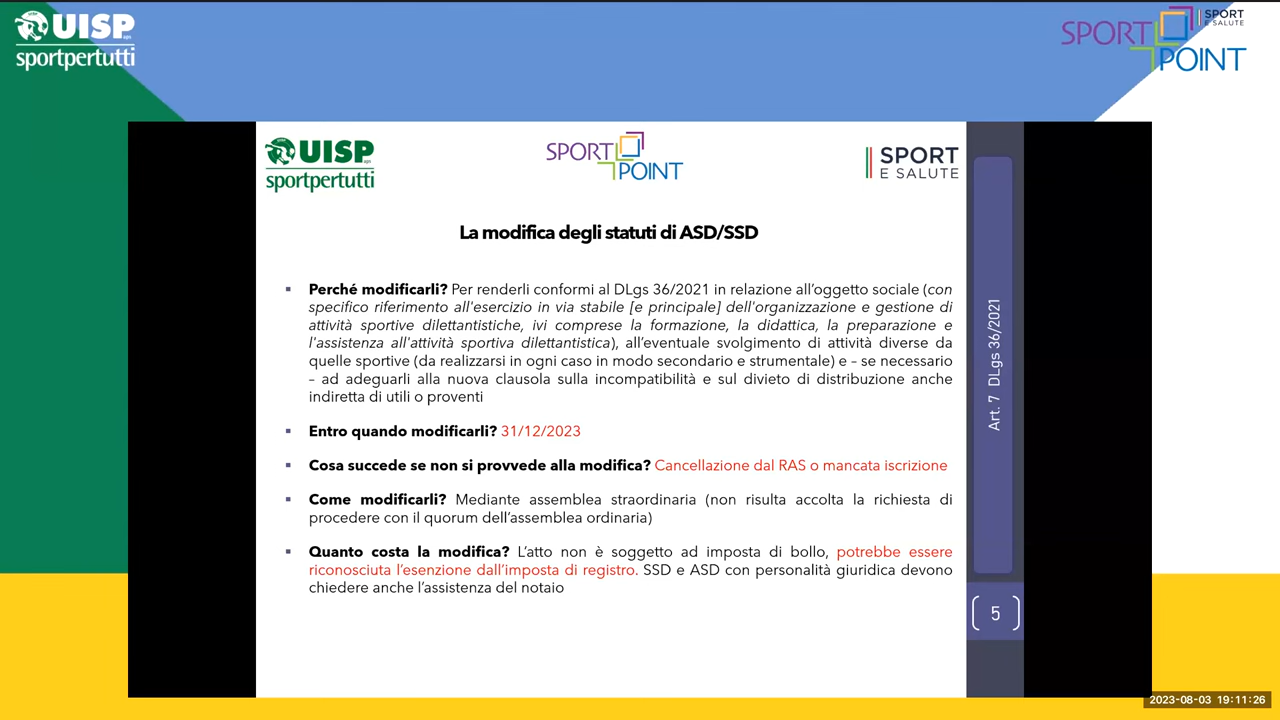 UISP aps
sportpertutti
SPORT POINT
SPORT
E SALUTE
UISP aps
sportpertutti
SPORT POINT
SPORT
E SALUTE
La modifica degli statuti di ASD/SSD
▪ Perché modificarli? Per renderli conformi al DLgs 36/2021 in relazione all’oggetto sociale (con
specifico riferimento all'esercizio in via stabile [e principale] dell'organizzazione e gestione di
attività sportive dilettantistiche, ivi comprese la formazione, la didattica, la preparazione e
l'assistenza all'attività sportiva dilettantistica), all’eventuale svolgimento di attività diverse da
quelle sportive (da realizzarsi in ogni caso in modo secondario e strumentale) e – se necessario
– ad adeguarli alla nuova clausola sulla incompatibilità e sul divieto di distribuzione anche
indiretta di utili o proventi
▪ Entro quando modificarli? 31/12/2023
▪ Cosa succede se non si provvede alla modifica? Cancellazione dal RAS o mancata iscrizione
▪ Come modificarli? Mediante assemblea straordinaria (non risulta accolta la richiesta di
procedere con il quorum dell’assemblea ordinaria)
▪ Quanto costa la modifica? L’atto non è soggetto ad imposta di bollo, potrebbe essere
riconosciuta l’esenzione dall’imposta di registro. SSD e ASD con personalità giuridica devono
chiedere anche l’assistenza del notaio
Art. 7 DLgs 36/2021
5
2023-08-03 19:11:26